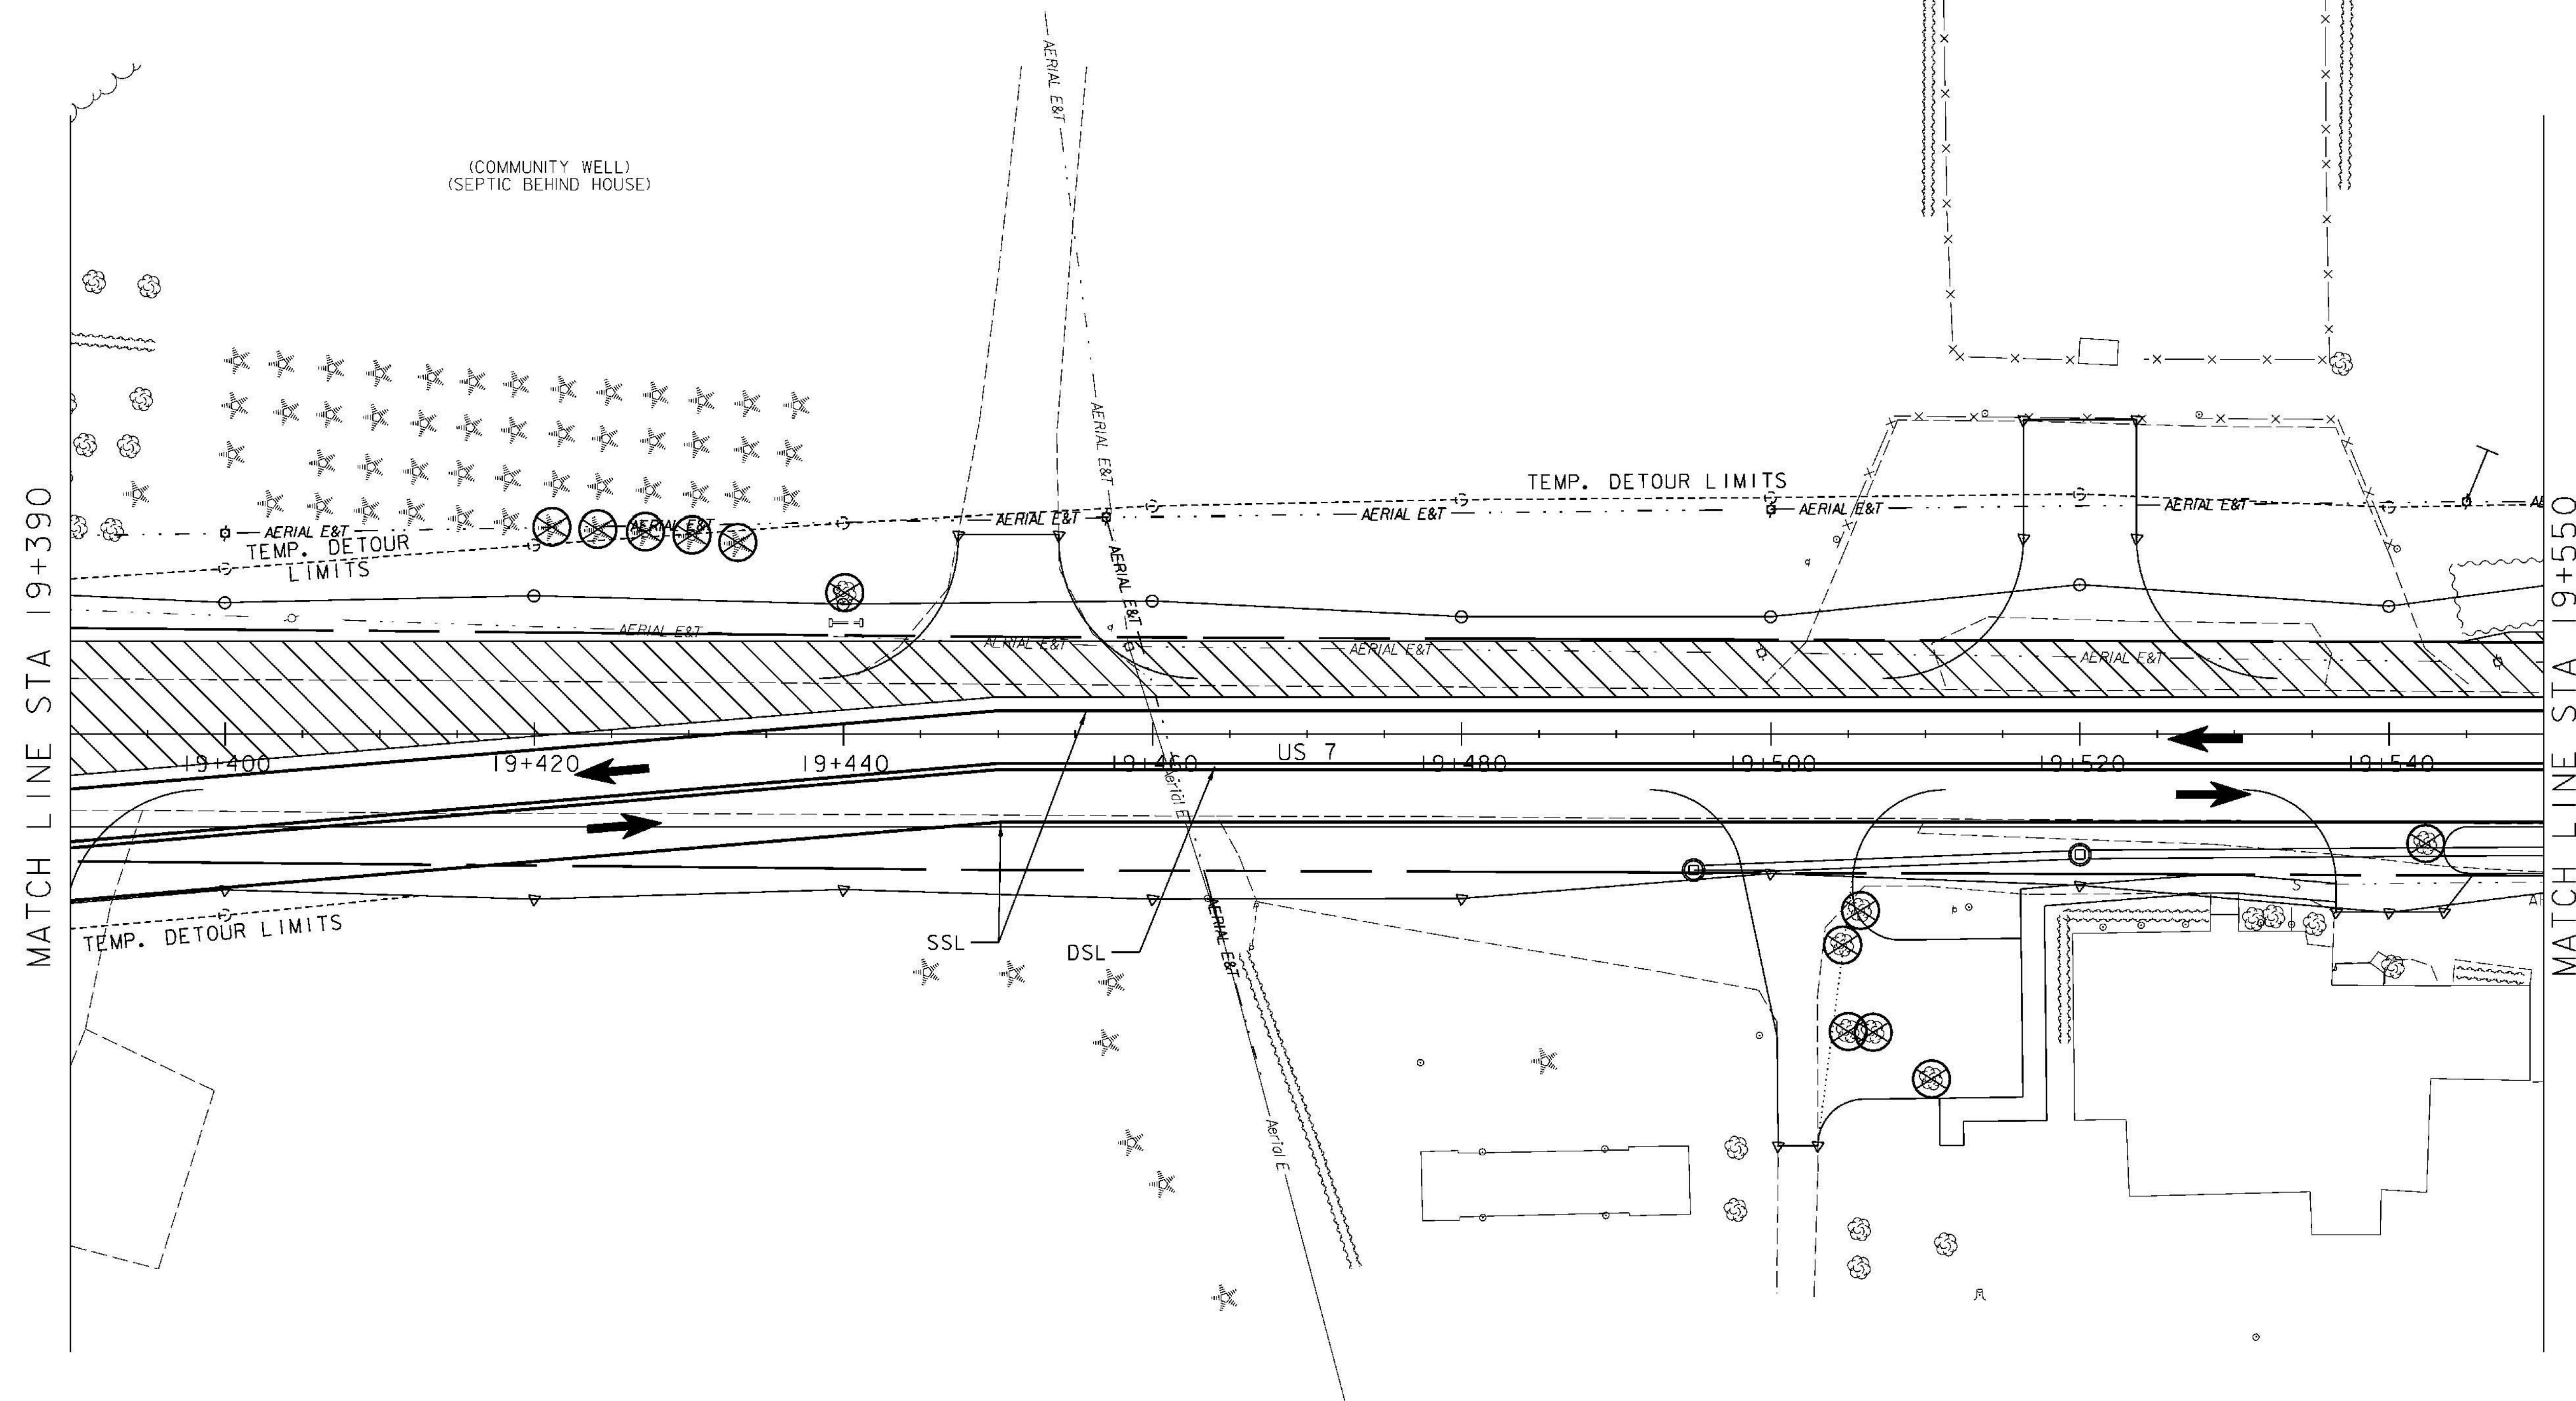 AERIAL E&T
(COMMUNITY WELL)
(SEPTIC BEHIND HOUSE)
AERIAL E&T
TEMP. DETOUR LIMITS
AERIAL E&T
AERIAL E&T
AERIAL E&T
AERIAL E&T
AERIAL E&T
AERIAL E&T
TEMP. DETOUR
LIMITS
AERIAL E&T
AERIAL E&T
AERIAL E&T
AERIAL E&T
AERIAL E&T
MATCH LINE STA 19+390
MATCH LINE STA 19+550
US 7
19+400
19+420
19+440
19+460
19+480
19+500
19+520
19+540
Aerial E
S
TEMP. DETOUR LIMITS
AERIAL E&T
SSL
DSL
Aerial E